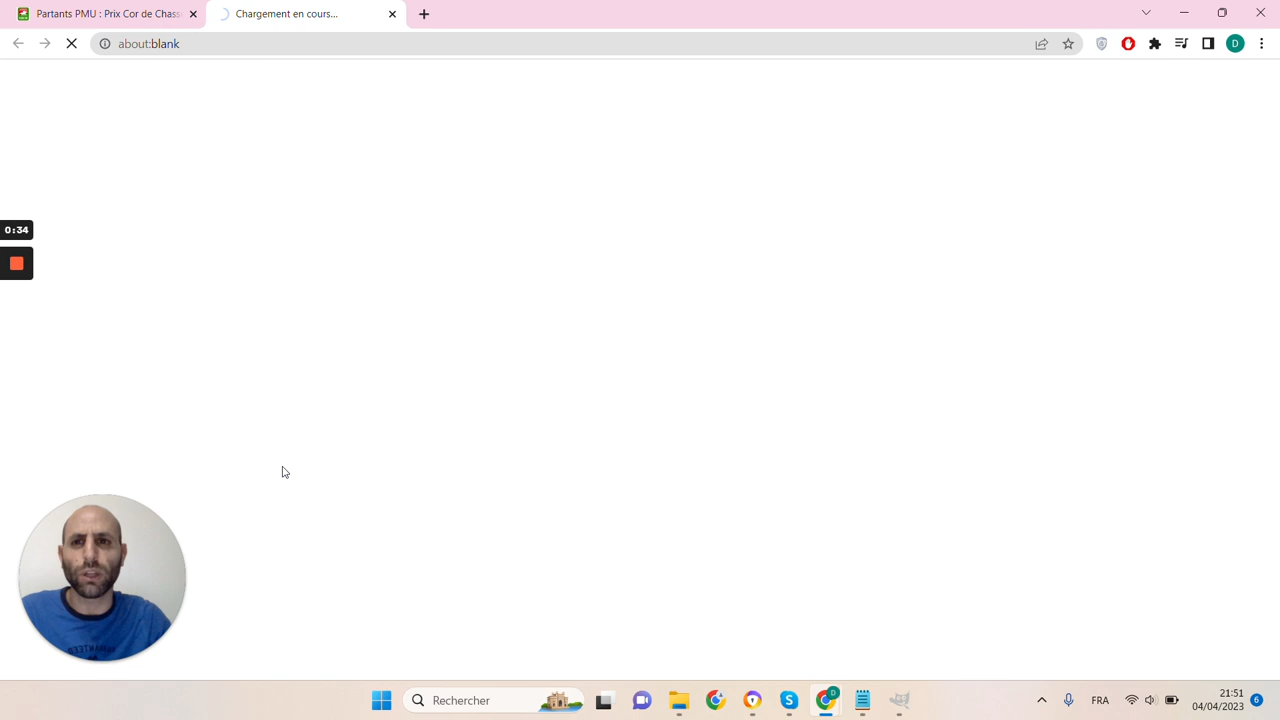 Partants PMU : Prix Cor de Chass
Chargement en cours...
about:blank
D
0:34
Rechercher
D
FRA
21:51
04/04/2023
6